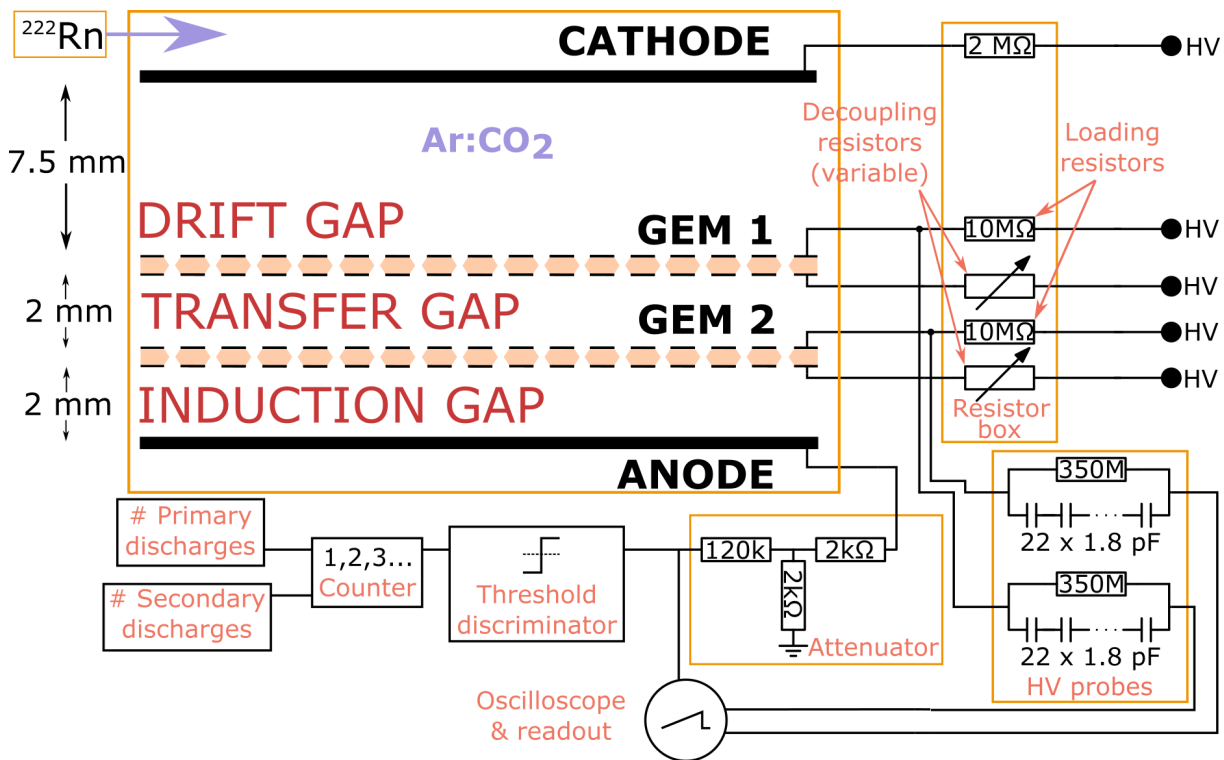 ²²²Rn
CATHODE
2 MΩ
HV
7.5 mm
Ar:CO₂
Decoupling
resistors
(variable)
Loading
resistors
DRIFT GAP
GEM 1
10MΩ
HV
HV
2 mm
TRANSFER GAP
GEM 2
10MΩ
HV
HV
2 mm
INDUCTION GAP
Resistor
box
ANODE
350M
22 x 1.8 pF
# Primary
discharges
1,2,3...
Counter
# Secondary
discharges
Threshold
discriminator
120k
2kΩ
2kΩ
Attenuator
350M
22 x 1.8 pF
HV probes
Oscilloscope
& readout